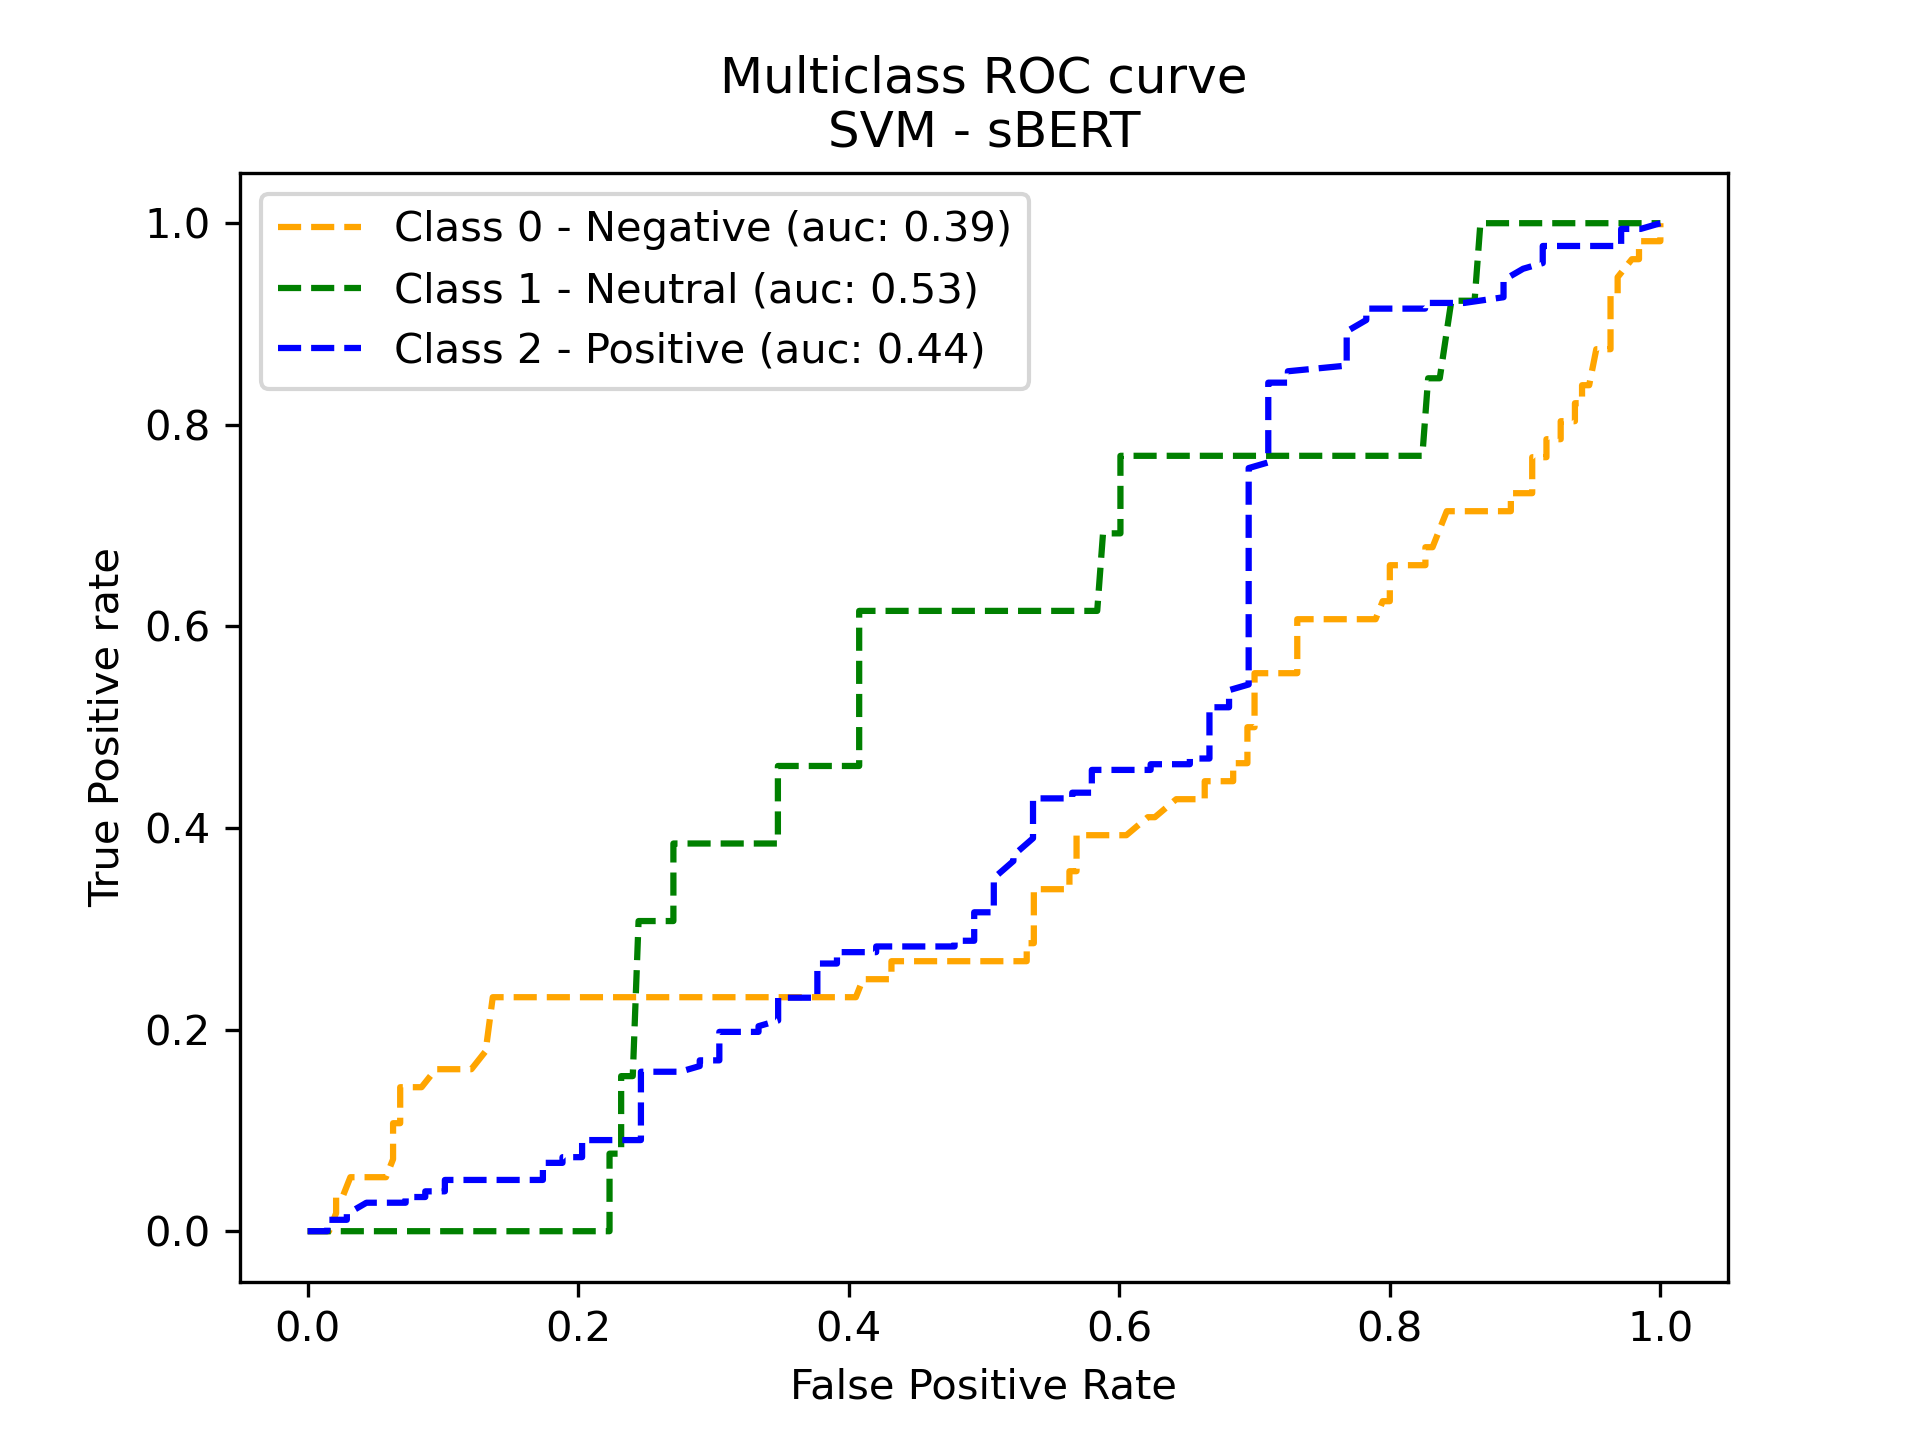 Multiclass ROC curve
SVM - sBERT
Class 0 - Negative (auc: 0.39)
Class 1 - Neutral (auc: 0.53)
Class 2 - Positive (auc: 0.44)
True Positive rate
1.0
0.8
0.6
0.4
0.2
0.0
0.0 0.2 0.4 0.6 0.8 1.0
False Positive Rate